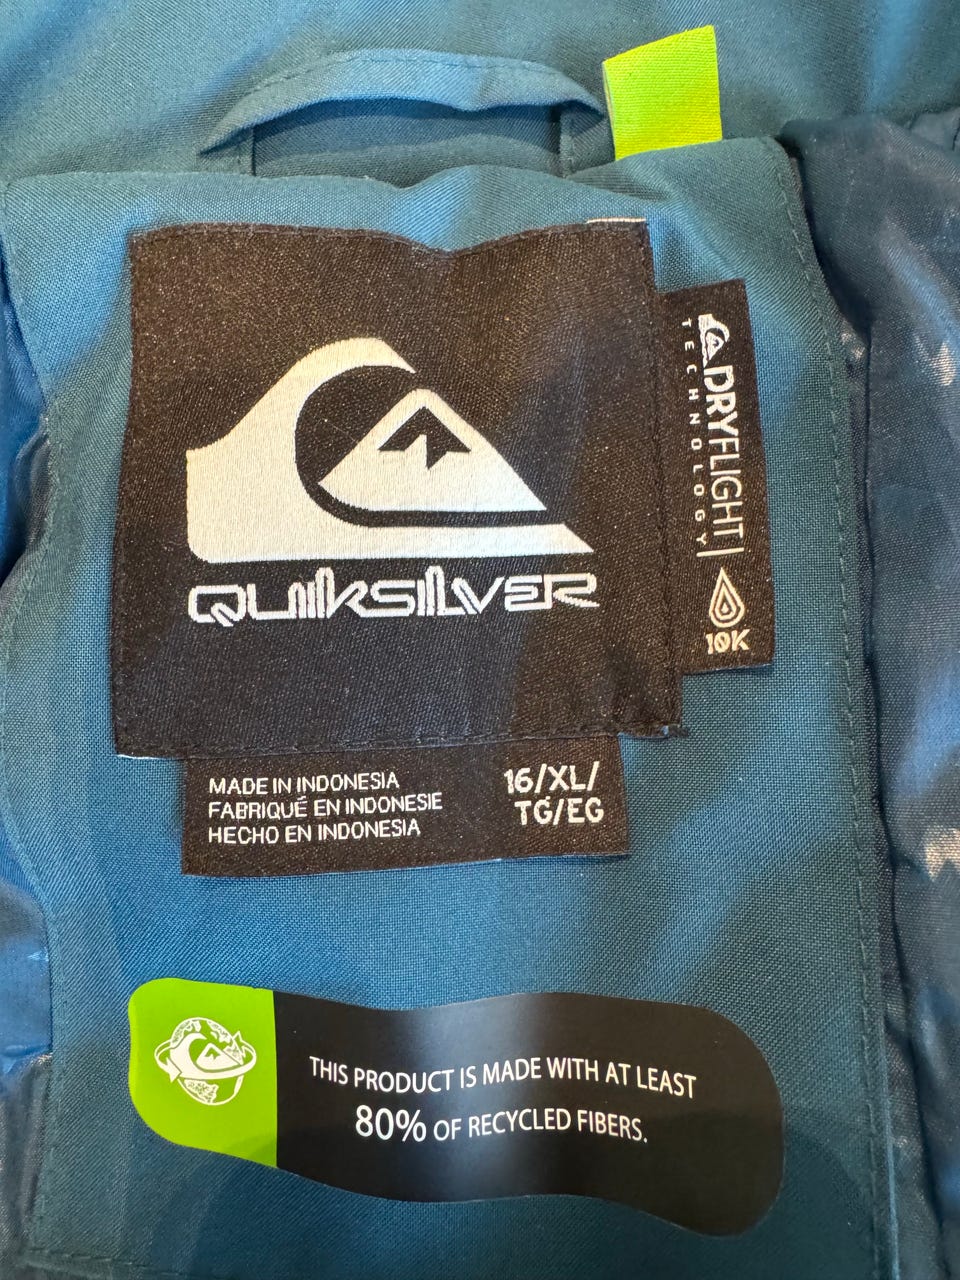 QUIKSILVER
DRYFLIGHT
TECHNOLOGY
10K
MADE IN INDONESIA
FABRIQUÉ EN INDONESIE
HECHO EN INDONESIA
16/XL/
TG/EG
THIS PRODUCT IS MADE WITH AT LEAST
80% OF RECYCLED FIBERS.